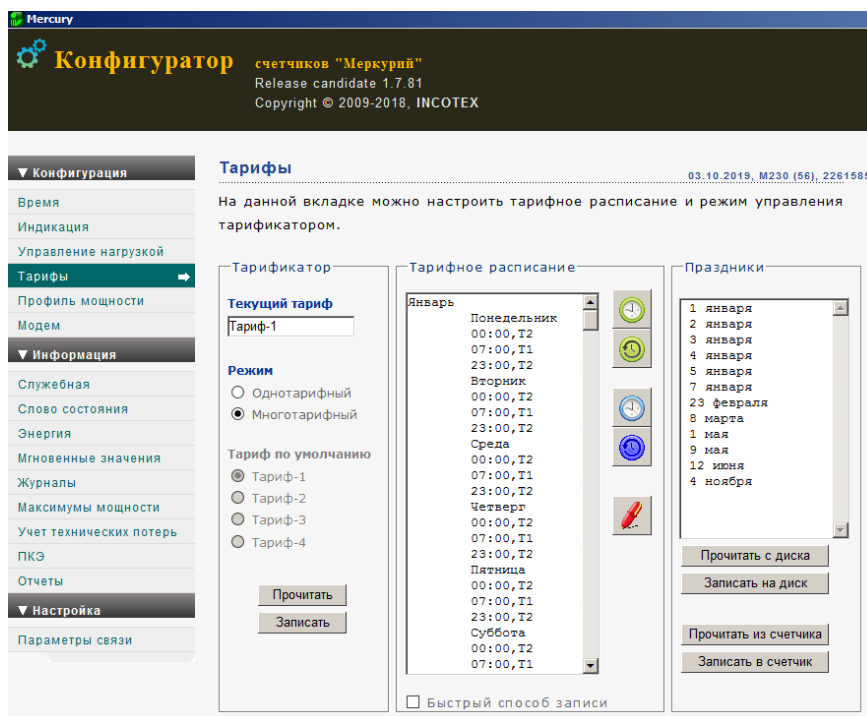 Mercury
Конфигуратор
счетчиков "Меркурий"
Release candidate 1.7.81
Copyright © 2009-2018, INCOTEX
▼ Конфигурация
Время
Индикация
Управление нагрузкой
Тарифы
Профиль мощности
Модем
▼ Информация
Служебная
Слово состояния
Энергия
Мгновенные значения
Журналы
Максимумы мощности
Учет технических потерь
ПКЭ
Отчеты
▼ Настройка
Параметры связи
Тарифы
03.10.2019, M230 (56), 2261585
На данной вкладке можно настроить тарифное расписание и режим управления
тарификатором.
Тарификатор
Текущий тариф
Тариф-1
Режим
Однотарифный
Многотарифный
Тариф по умолчанию
Тариф-1
Тариф-2
Тариф-3
Тариф-4
Прочитать
Записать
Тарифное расписание
Январь
Понедельник
00:00,T2
07:00,T1
23:00,T2
Вторник
00:00,T2
07:00,T1
23:00,T2
Среда
00:00,T2
07:00,T1
23:00,T2
Четверг
00:00,T2
07:00,T1
23:00,T2
Пятница
00:00,T2
07:00,T1
23:00,T2
Суббота
00:00,T2
07:00,T1
Быстрый способ записи
Праздники
1 января
2 января
3 января
4 января
5 января
7 января
23 февраля
8 марта
1 мая
9 мая
12 июня
4 ноября
Прочитать с диска
Записать на диск
Прочитать из счетчика
Записать в счетчик